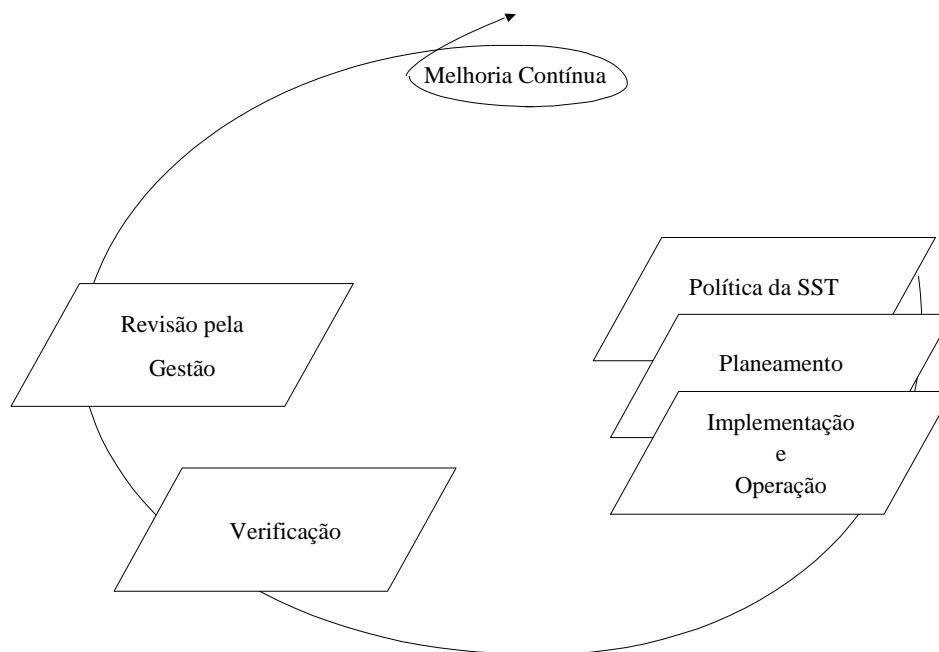 Melhoria Contínua
Política da SST
Revisão pela
Gestão
Planeamento
Implementação
e
Operação
Verificação